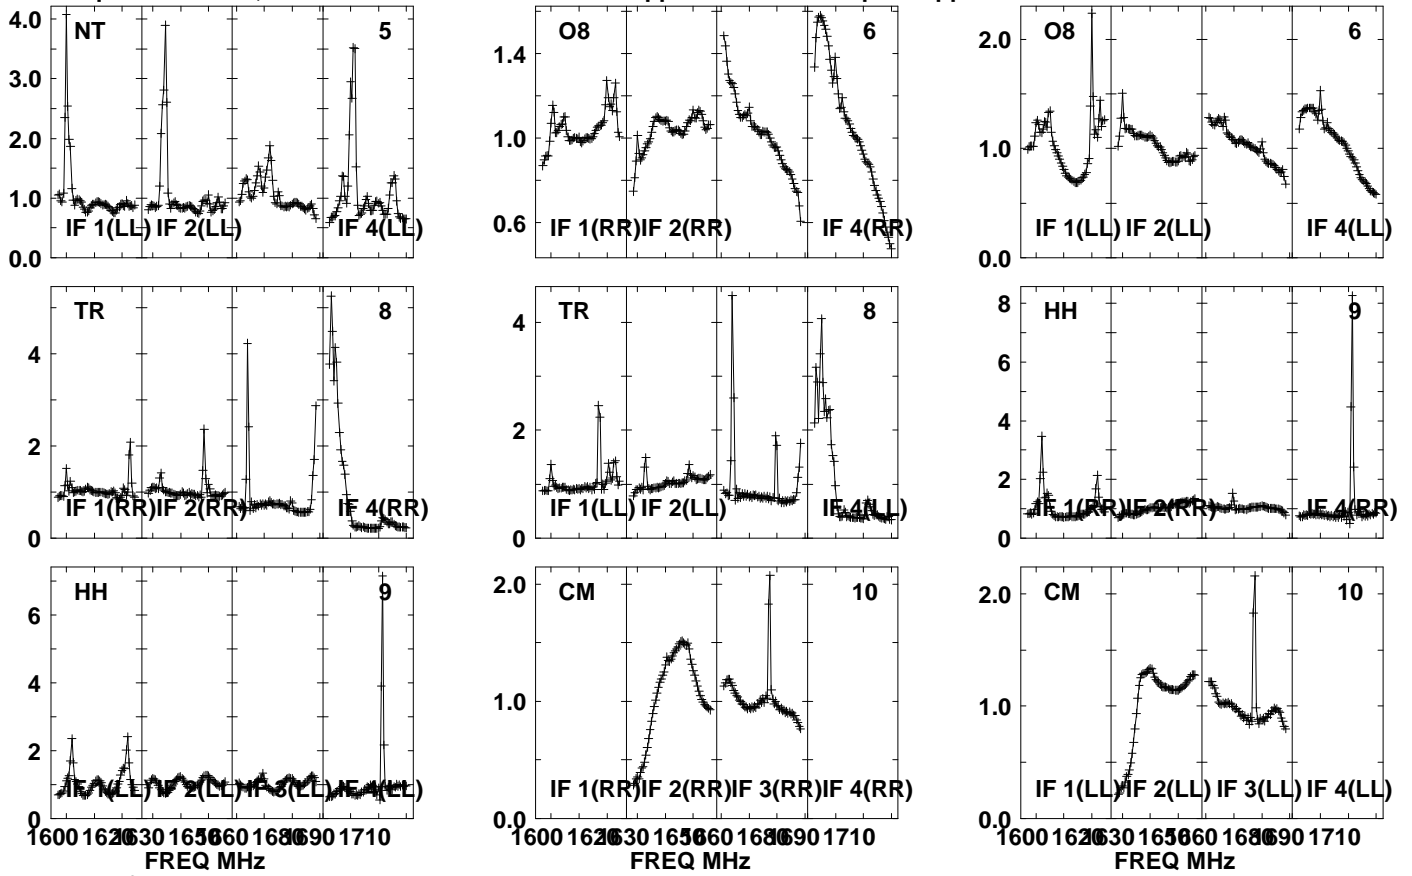 NT 5 O8 6 O8 6
4.0 3.0 2.0 1.0 0.0
1.4 1.0 0.6
2.0 1.0 0.0
IF 1(LL) IF 2(LL) IF 4(LL)
IF 1(RR) IF 2(RR) IF 4(RR)
IF 1(LL) IF 2(LL) IF 4(LL)
TR 8 TR 8 HH 9
4 2 0
4 2 0
8 6 4 2 0
IF 1(RR) IF 2(RR) IF 4(RR)
IF 1(LL) IF 2(LL) IF 4(LL)
IF 1(RR) IF 2(RR) IF 4(RR)
HH 9 CM 10 CM 10
6 4 2 0
2.0 1.0 0.0
2.0 1.0 0.0
IF 1(LL) IF 2(LL) IF 3(LL) IF 4(LL)
IF 1(RR) IF 2(RR) IF 3(RR) IF 4(RR)
IF 1(LL) IF 2(LL) IF 3(LL) IF 4(LL)
1600 1620 1630 1650 1660 1680 1690 1710
1600 1620 1630 1650 1660 1680 1690 1710
1600 1620 1630 1650 1660 1680 1690 1710
FREQ MHz FREQ MHz FREQ MHz